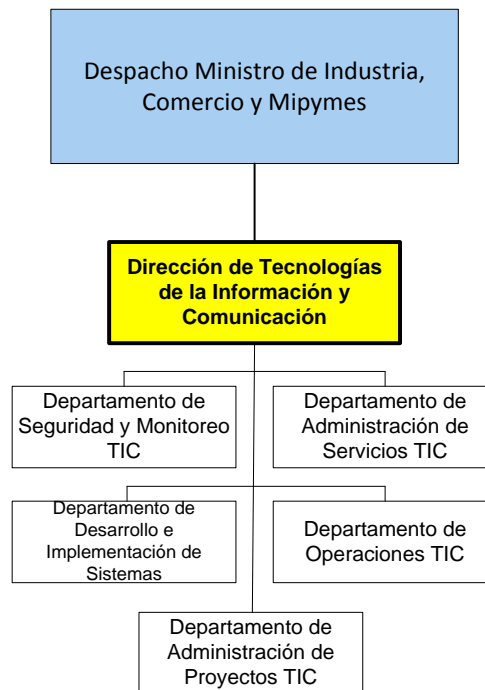 Despacho Ministro de Industria,
Comercio y Mipymes
Dirección de Tecnologías
de la Información y
Comunicación
Departamento de
Seguridad y Monitoreo
TIC
Departamento de
Administración de
Servicios TIC
Departamento de
Desarrollo e
Implementación de
Sistemas
Departamento de
Operaciones TIC
Departamento de
Administración de
Proyectos TIC